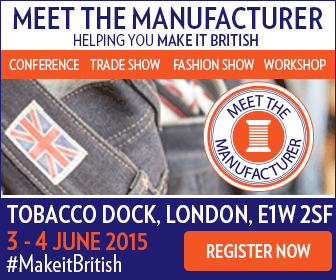 MEET THE MANUFACTURER
HELPING YOU MAKE IT BRITISH
CONFERENCE TRADE SHOW FASHION SHOW WORKSHOP
MEET THE
MANUFACTURER
TOBACCO DOCK, LONDON, E1W 2SF
3 - 4 JUNE 2015
REGISTER NOW
#MakeitBritish